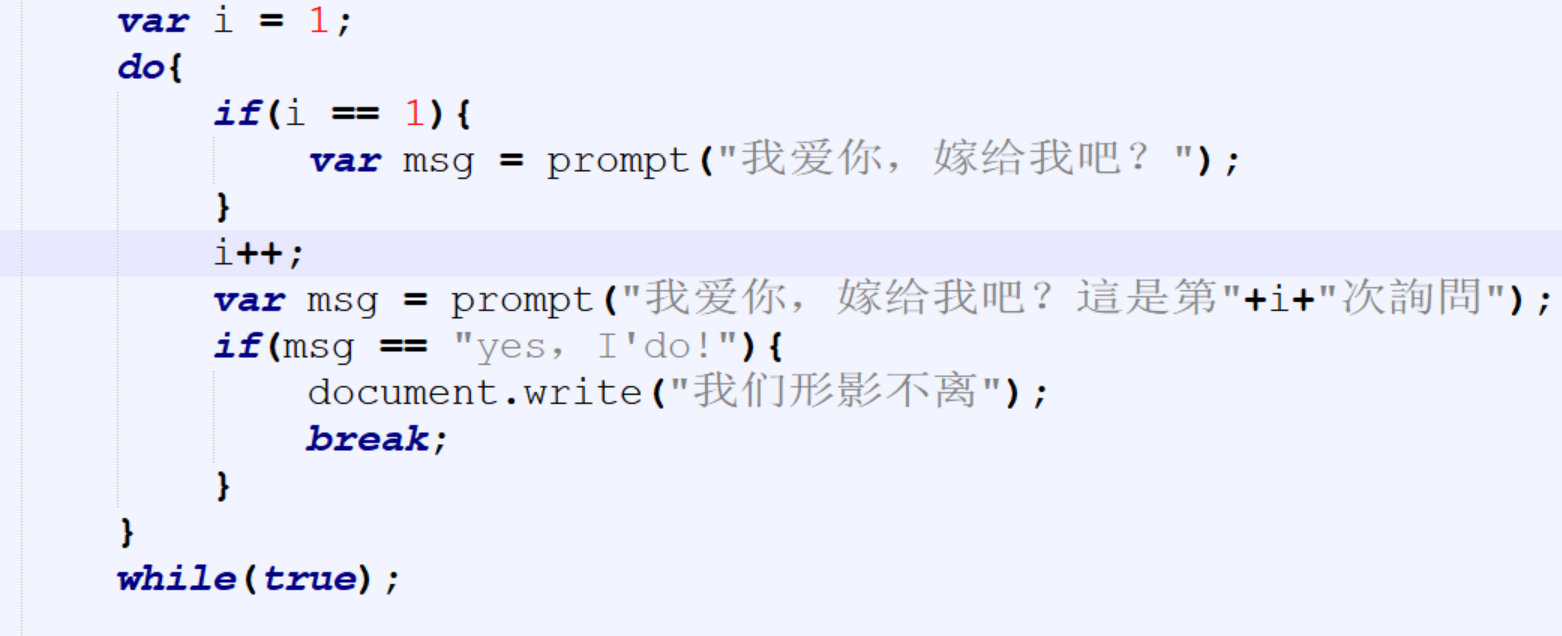 var i = 1;
do{
if(i == 1){
var msg = prompt("我爱你，嫁给我吧？");
}
i++;
var msg = prompt("我爱你，嫁给我吧？這是第"+i+"次詢問");
if(msg == "yes, I'do!"){
document.write("我们形影不离");
break;
}
}
while(true);